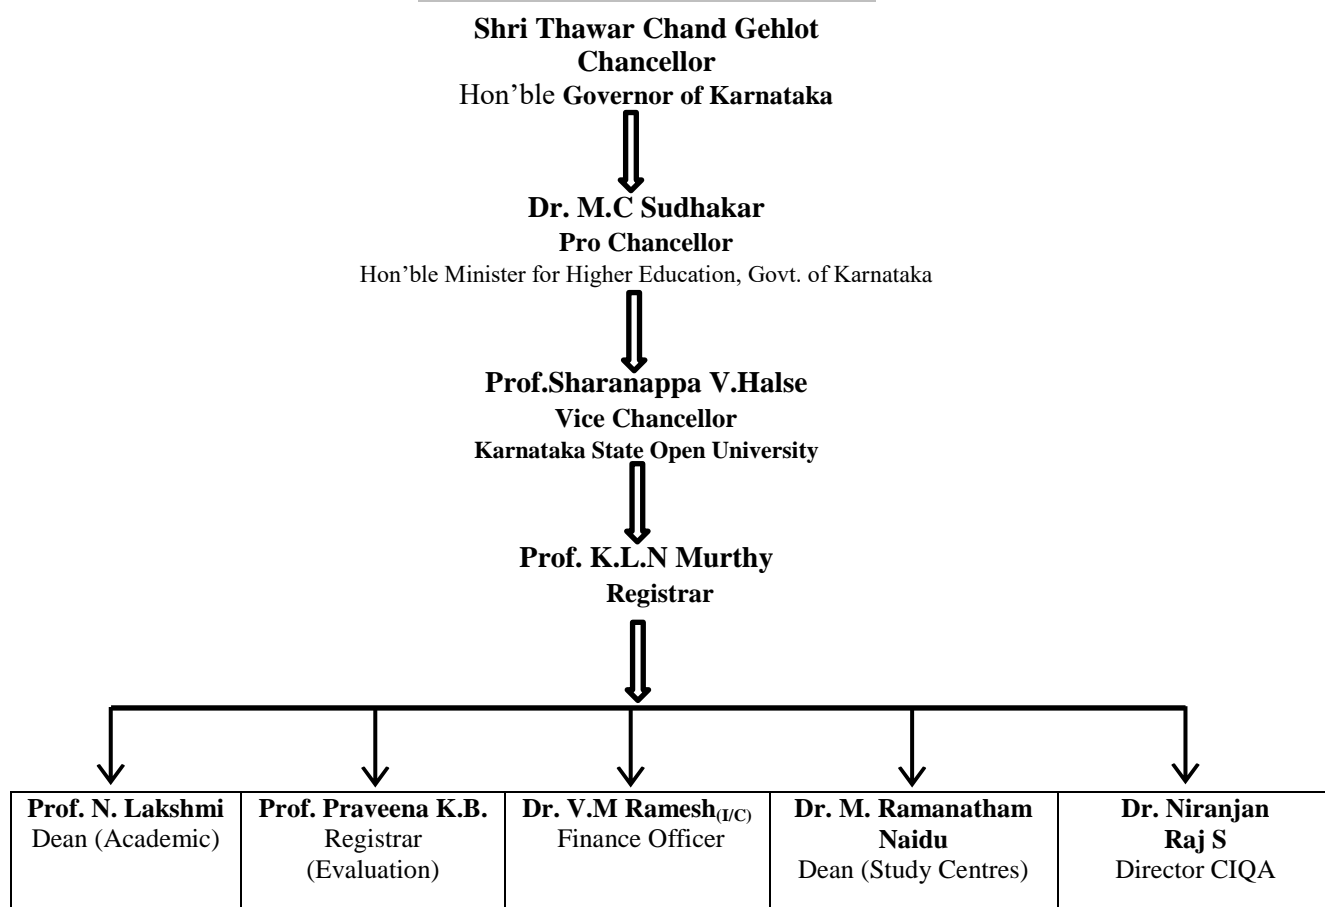 Shri Thawar Chand Gehlot
Chancellor
Hon’ble Governor of Karnataka
Dr. M.C Sudhakar
Pro Chancellor
Hon’ble Minister for Higher Education, Govt. of Karnataka
Prof.Sharanappa V.Halse
Vice Chancellor
Karnataka State Open University
Prof. K.L.N Murthy
Registrar
Prof. N. Lakshmi
Dean (Academic)
Prof. Praveena K.B.
Registrar
(Evaluation)
Dr. V.M Ramesh(I/C)
Finance Officer
Dr. M. Ramanatham
Naidu
Dean (Study Centres)
Dr. Niranjan
Raj S
Director CIQA